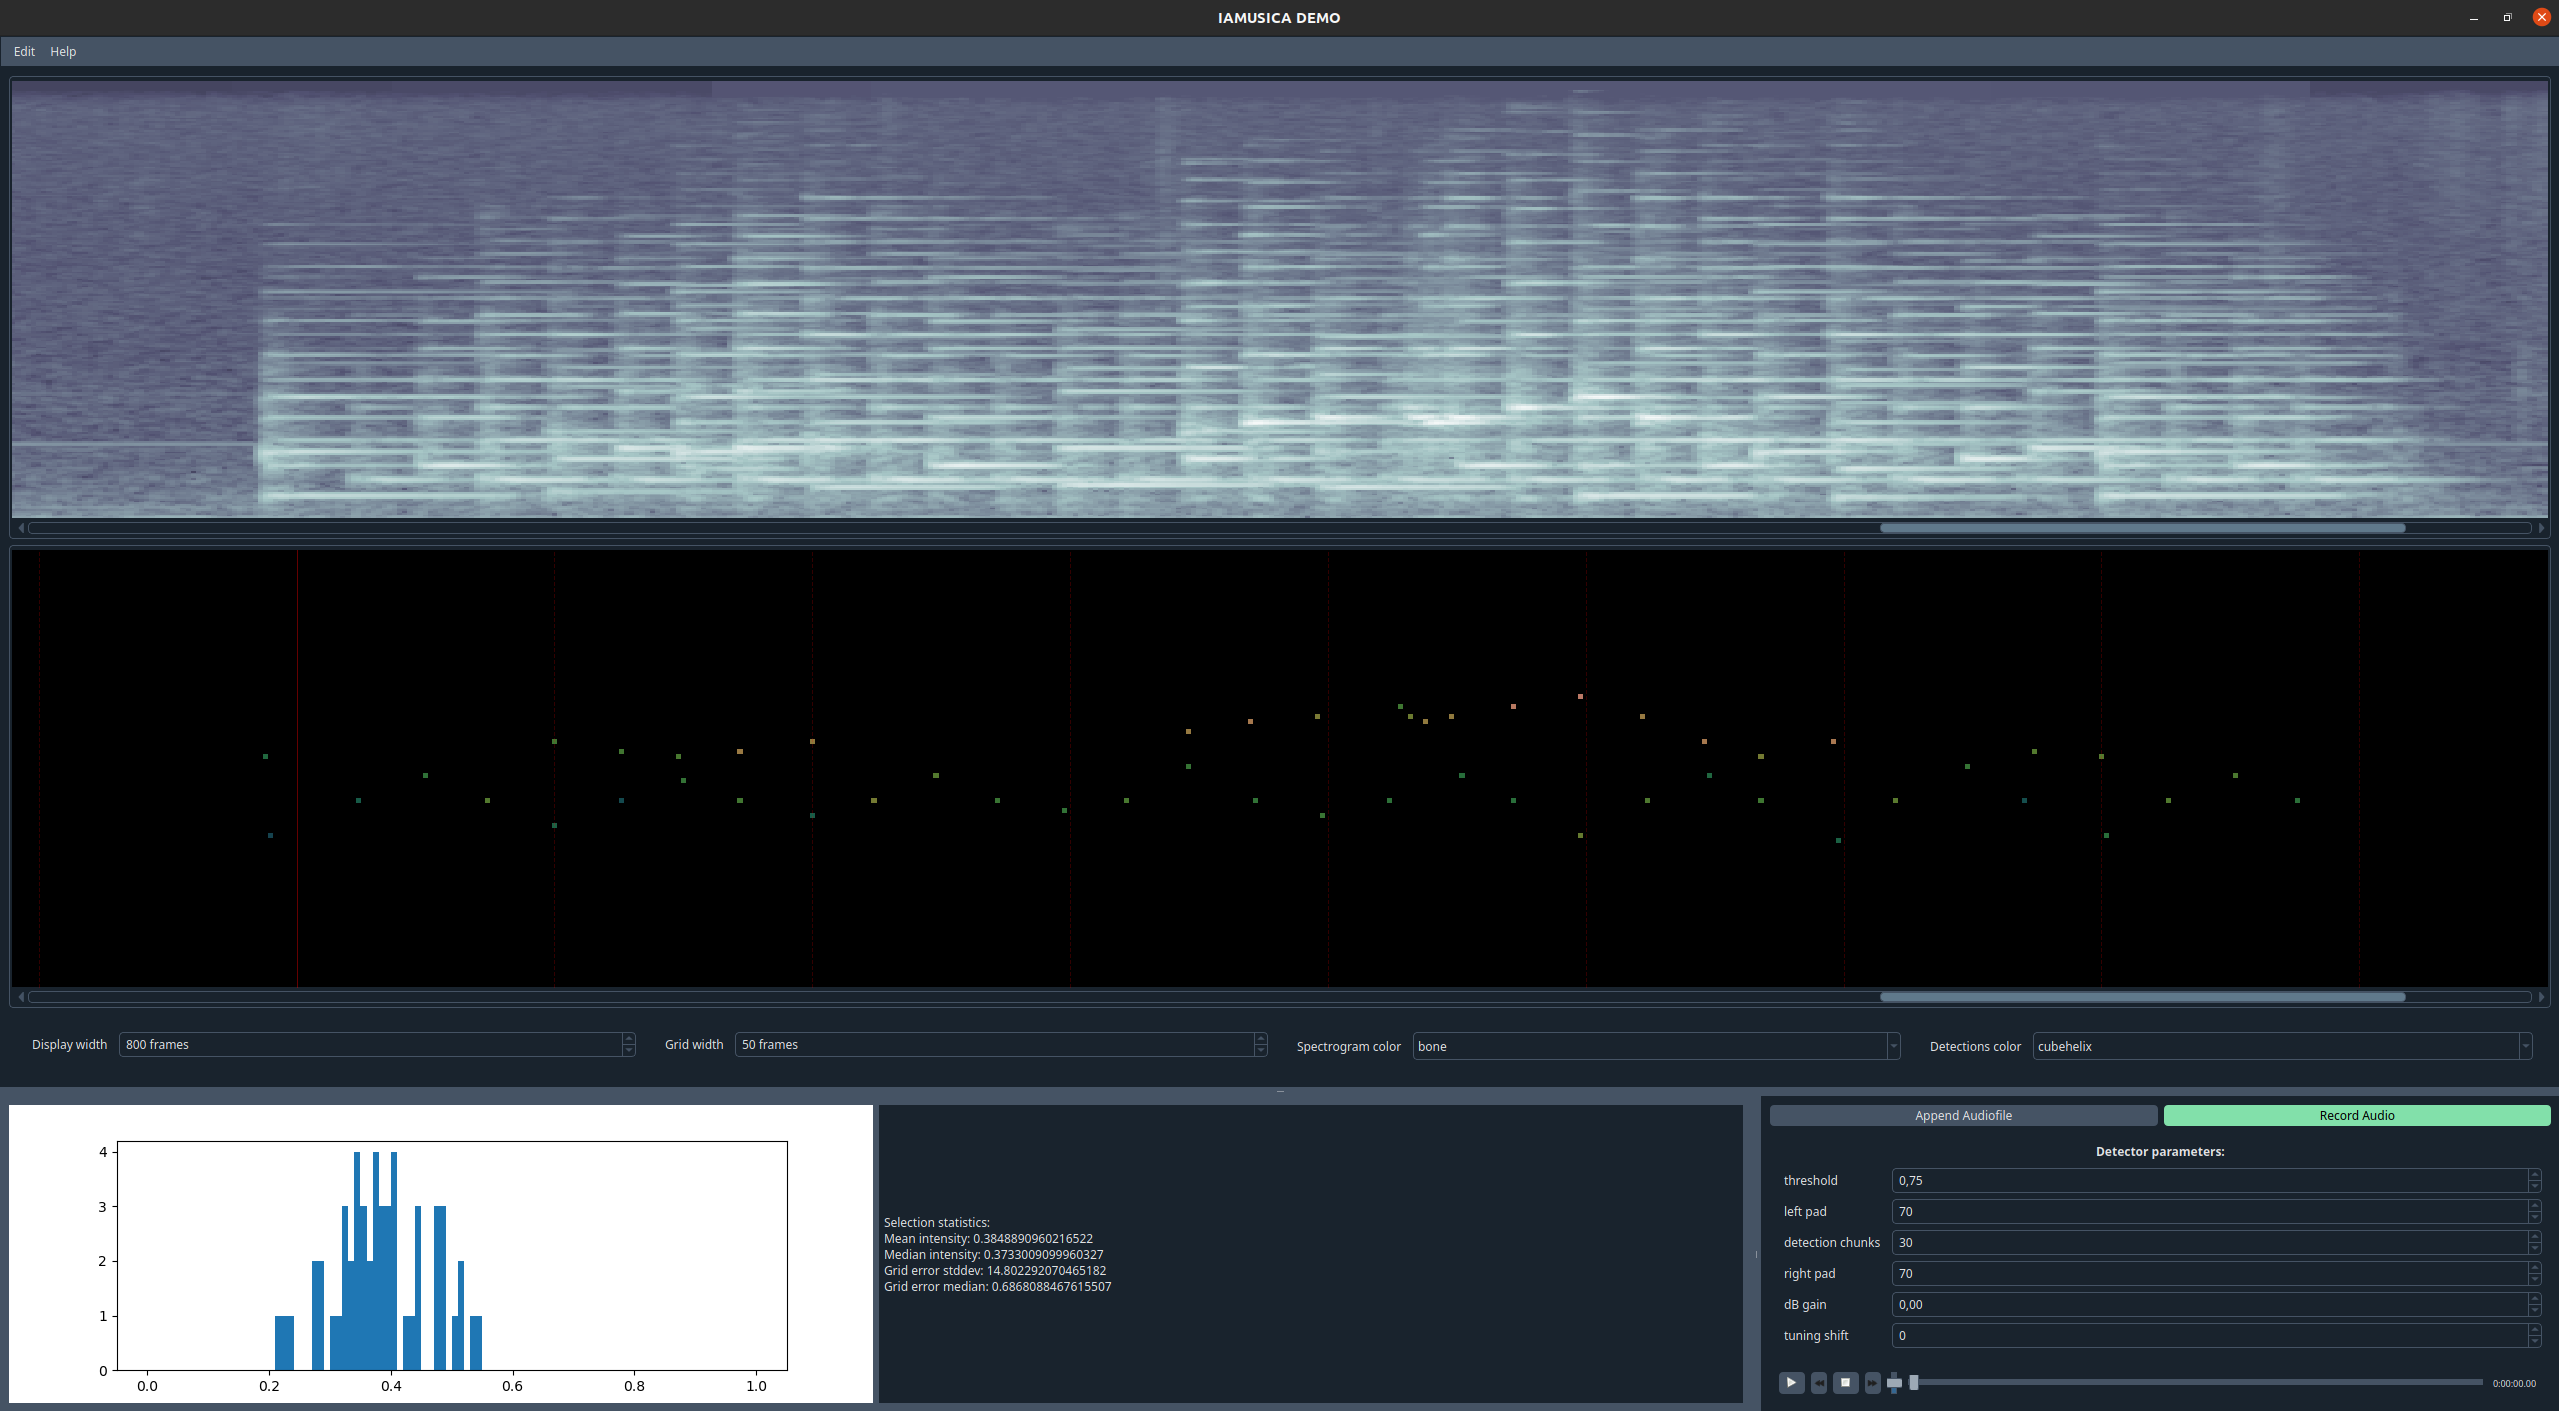 IAMUSICA DEMO
Edit Help
Display width 800 frames Grid width 50 frames Spectrogram color bone Detections color cubehelix
4
3
2
1
0
0.0 0.2 0.4 0.6 0.8 1.0
Selection statistics:
Mean intensity: 0.3848890960216522
Median intensity: 0.3733009099960327
Grid error stddev: 14.802292070465182
Grid error median: 0.6868088467615507
Append Audiofile Record Audio
Detector parameters:
threshold 0,75
left pad 70
detection chunks 30
right pad 70
dB gain 0,00
tuning shift 0
0:00:00.00